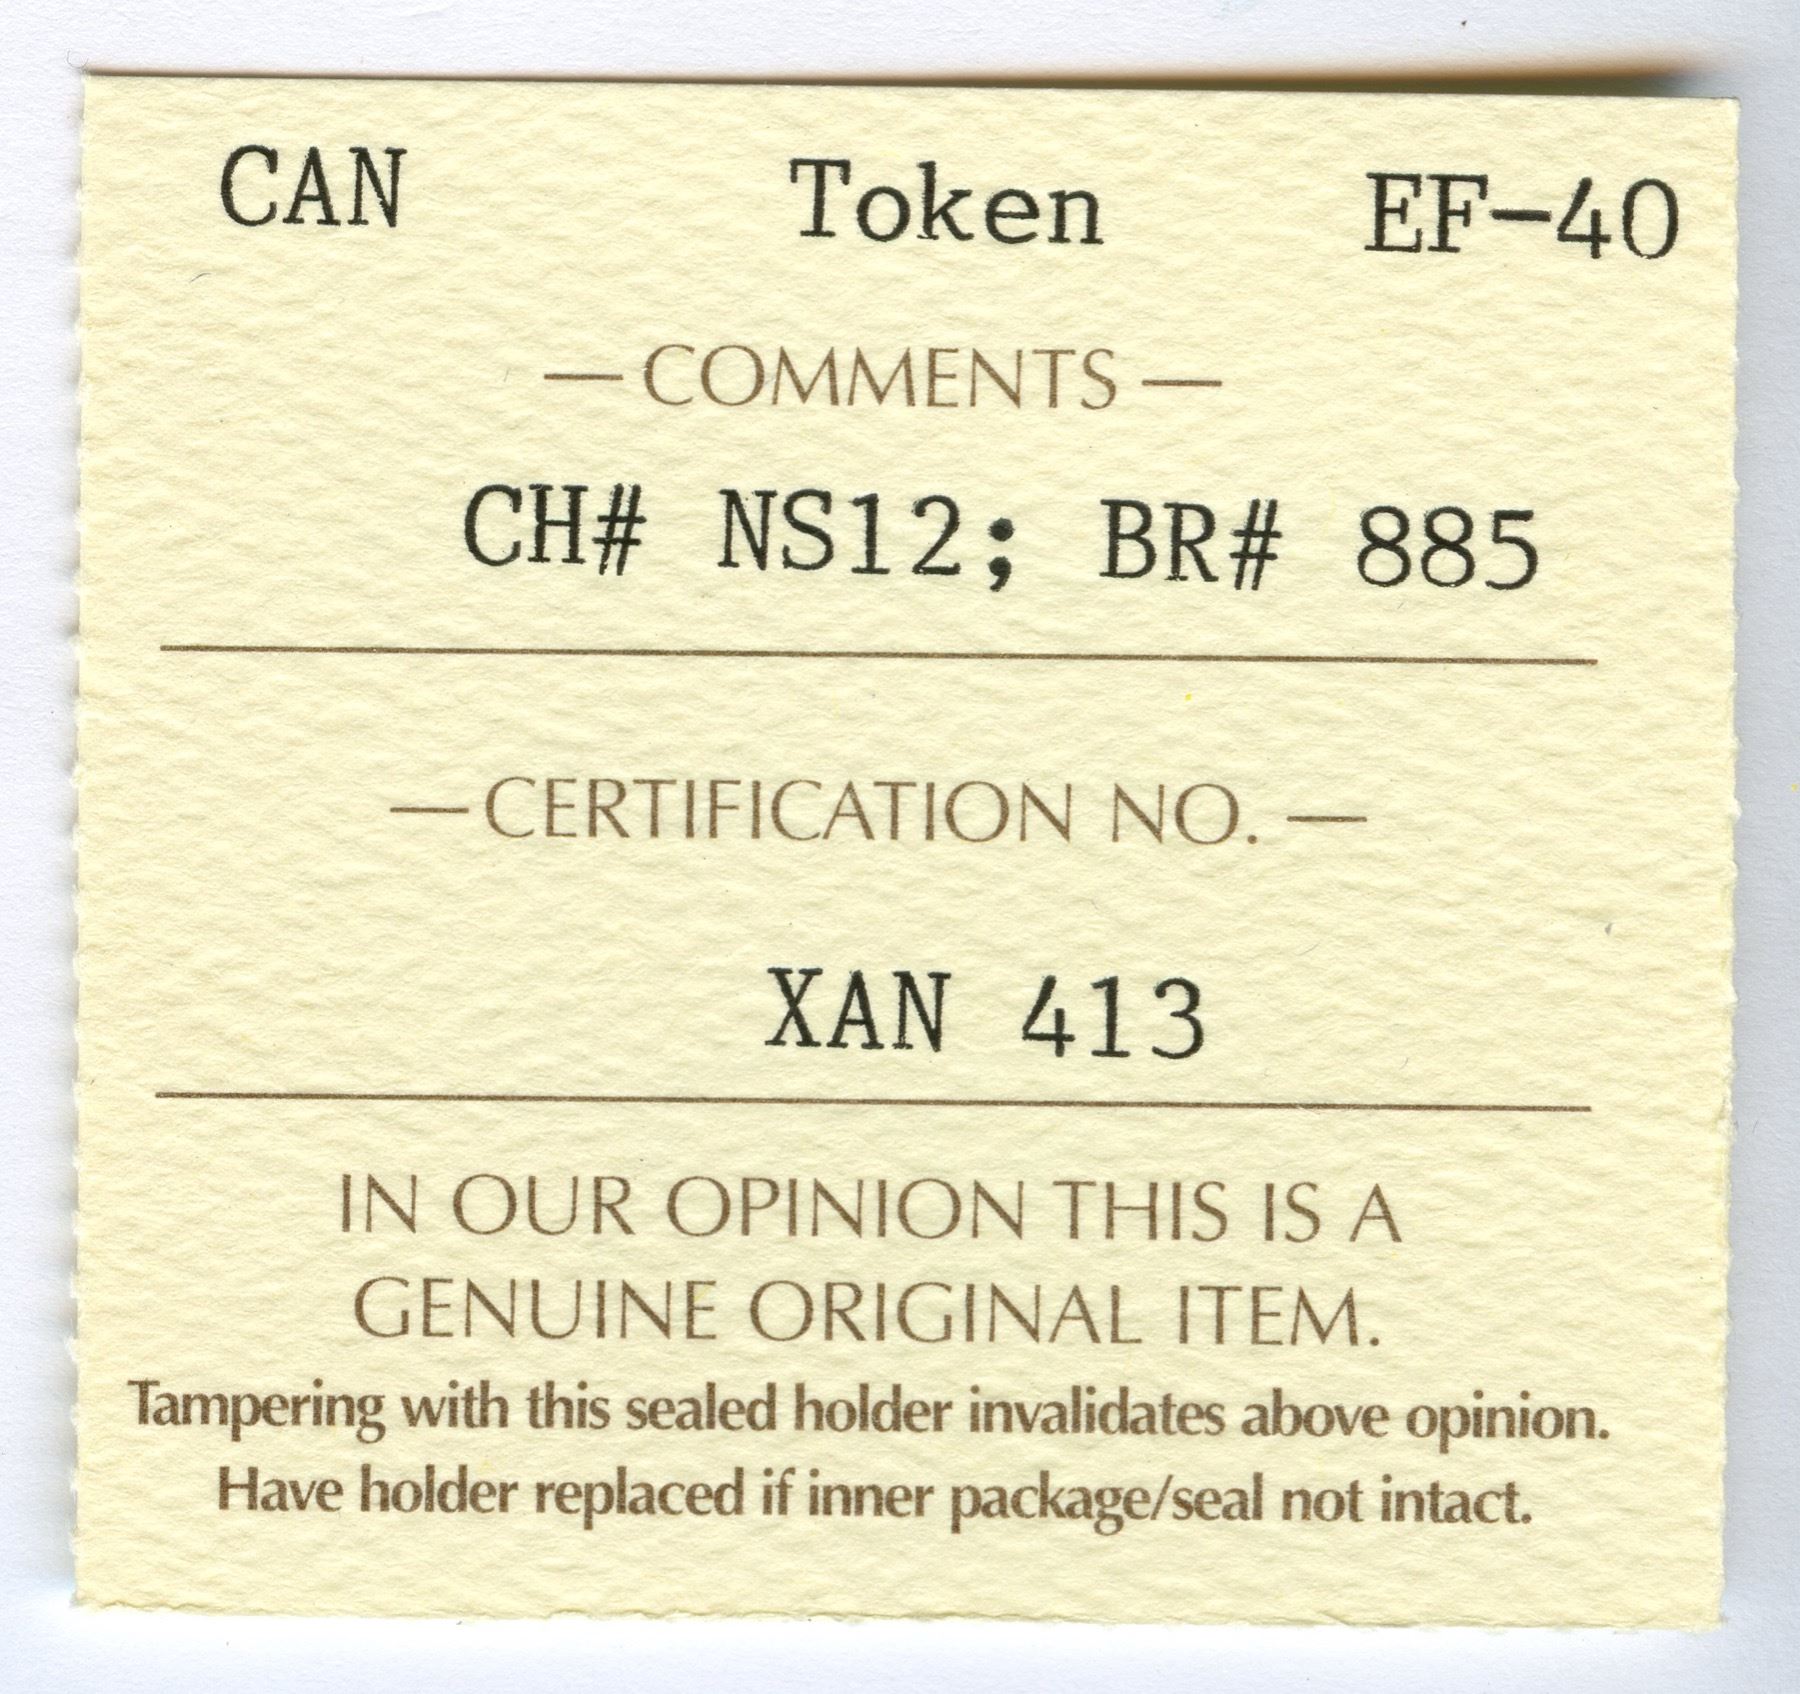 CAN Token EF-40
—COMMENTS—
CH# NS12; BR# 885
—CERTIFICATION NO.—
XAN 413
IN OUR OPINION THIS IS A
GENUINE ORIGINAL ITEM.
Tampering with this sealed holder invalidates above opinion.
Have holder replaced if inner package/seal not intact.